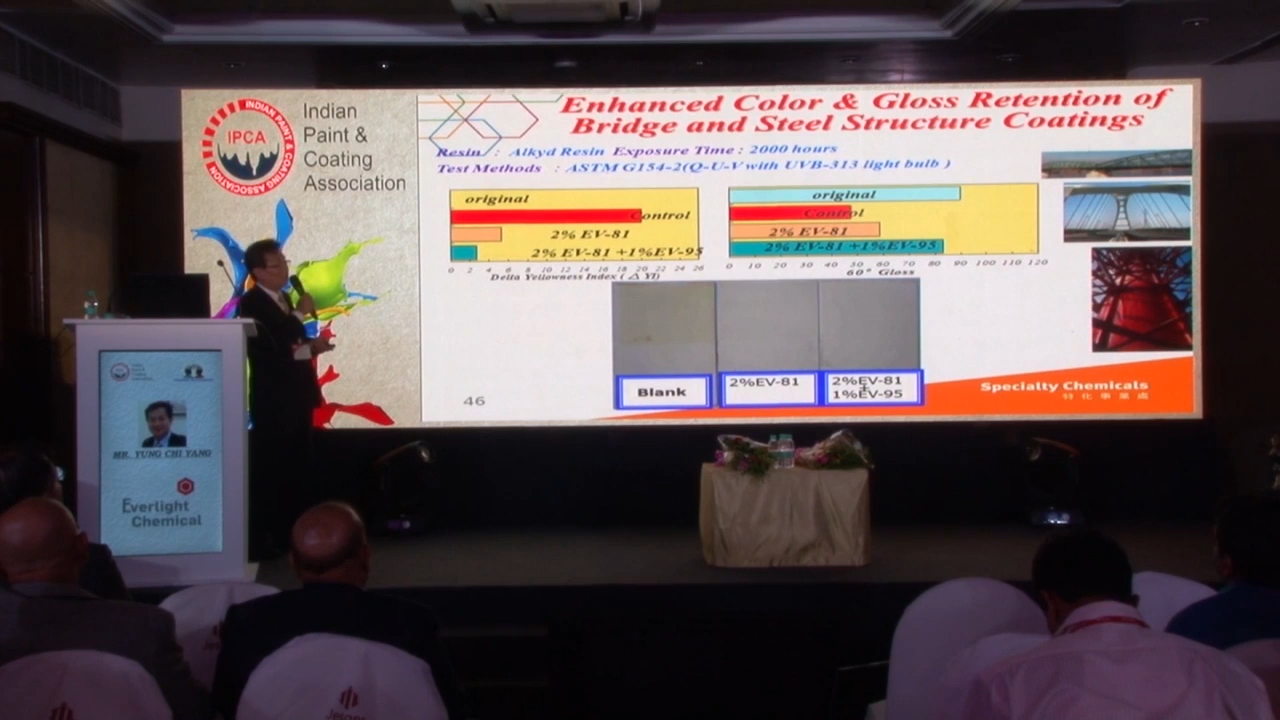 INDIAN PAINT & COATING ASSOCIATION
IPCA
Indian
Paint &
Coating
Association
Enhanced Color & Gloss Retention of
Bridge and Steel Structure Coatings
Resin : Alkyd Resin Exposure Time : 2000 hours
Test Methods : ASTM G154-2(Q-U-V with UVB-313 light bulb )
original
Control
2% EV-81
2% EV-81 +1%EV-95
0 2 4 6 8 10 12 14 16 18 20 22 24 26
Delta Yellowness Index ( Δ YI)
original
Control
2% EV-81
2% EV-81 +1%EV-95
0 10 20 30 40 50 60 70 80 90 100 110 120
60° Gloss
Blank
2%EV-81
2%EV-81
+
1%EV-95
46
Specialty Chemicals
特化事業處
MR. YUNG CHI YANG
Everlight
Chemical